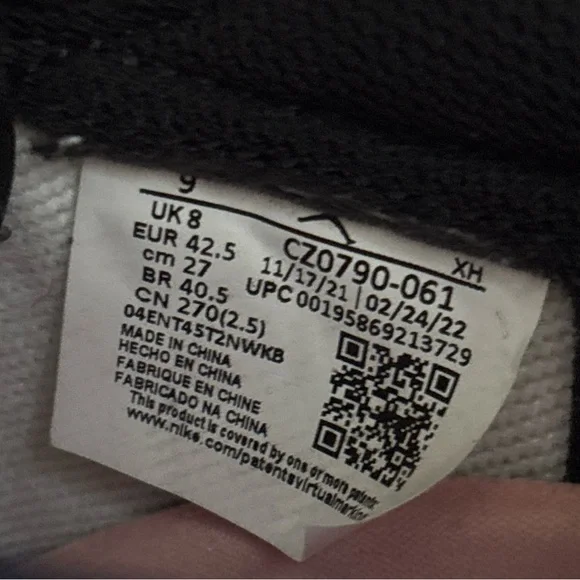 9
UK 8
EUR 42.5
cm 27
BR 40.5
CN 270(2.5)
CZ0790-061
XH
11/17/21 | 02/24/22
UPC 00195869213729
04ENT45T2NWKB
MADE IN CHINA
HECHO EN CHINA
FABRIQUE EN CHINE
FABRICADO NA CHINA
This product is covered by one or more patents
www.nike.com/patentsvirtualmarking